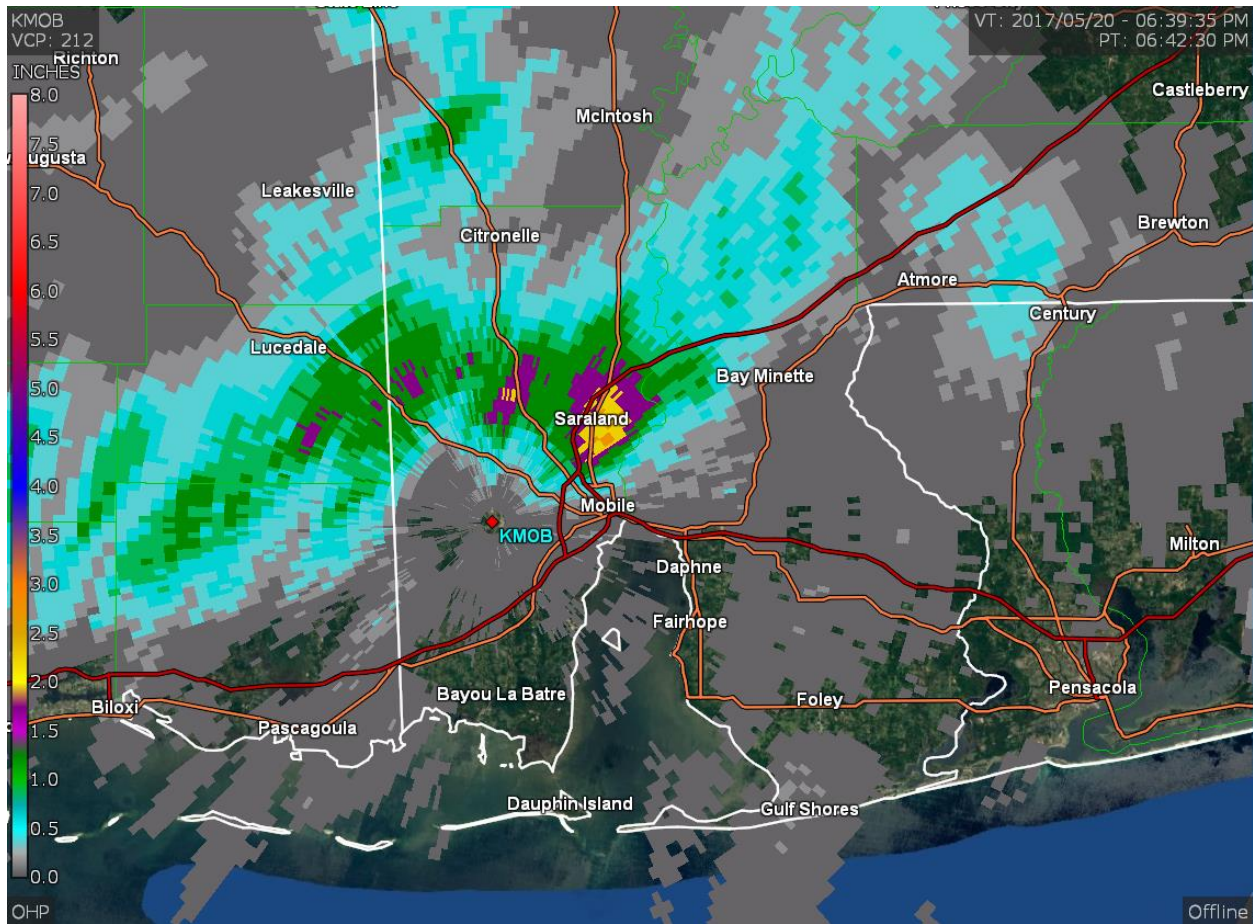 KMOB
VCP: 212
VT: 2017/05/20 - 06:39:35 PM
PT: 06:42:30 PM
INCHES
8.0
7.5
7.0
6.5
6.0
5.5
5.0
4.5
4.0
3.5
3.0
2.5
2.0
1.5
1.0
0.5
0.0
Richton
Castleberry
McIntosh
Augusta
Leakesville
Brewton
Citronelle
Atmore
Century
Lucedale
Bay Minette
Saraland
Mobile
KMOB
Milton
Daphne
Fairhope
Pensacola
Bayou La Batre
Foley
Biloxi
Pascagoula
Dauphin Island
Gulf Shores
OHP
Offline